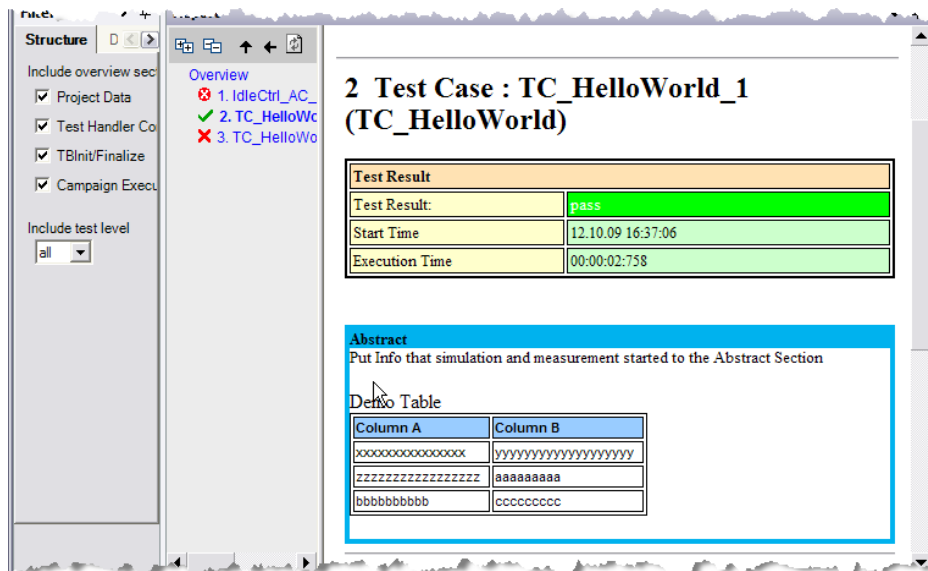 Structure
D
Include overview sec
Project Data
Test Handler Co
TBInit/Finalize
Campaign Execu
Include test level
all
Overview
1. IdleCtrl_AC_
2. TC_HelloWo
3. TC_HelloWo
2 Test Case : TC_HelloWorld_1
(TC_HelloWorld)
Test Result
Test Result: pass
Start Time 12.10.09 16:37:06
Execution Time 00:00:02:758
Abstract
Put Info that simulation and measurement started to the Abstract Section
Demo Table
Column A Column B
xxxxxxxxxxxxxxx yyyyyyyyyyyyyyyyyyy
zzzzzzzzzzzzzzzzz aaaaaaaaa
bbbbbbbbbb ccccccccc